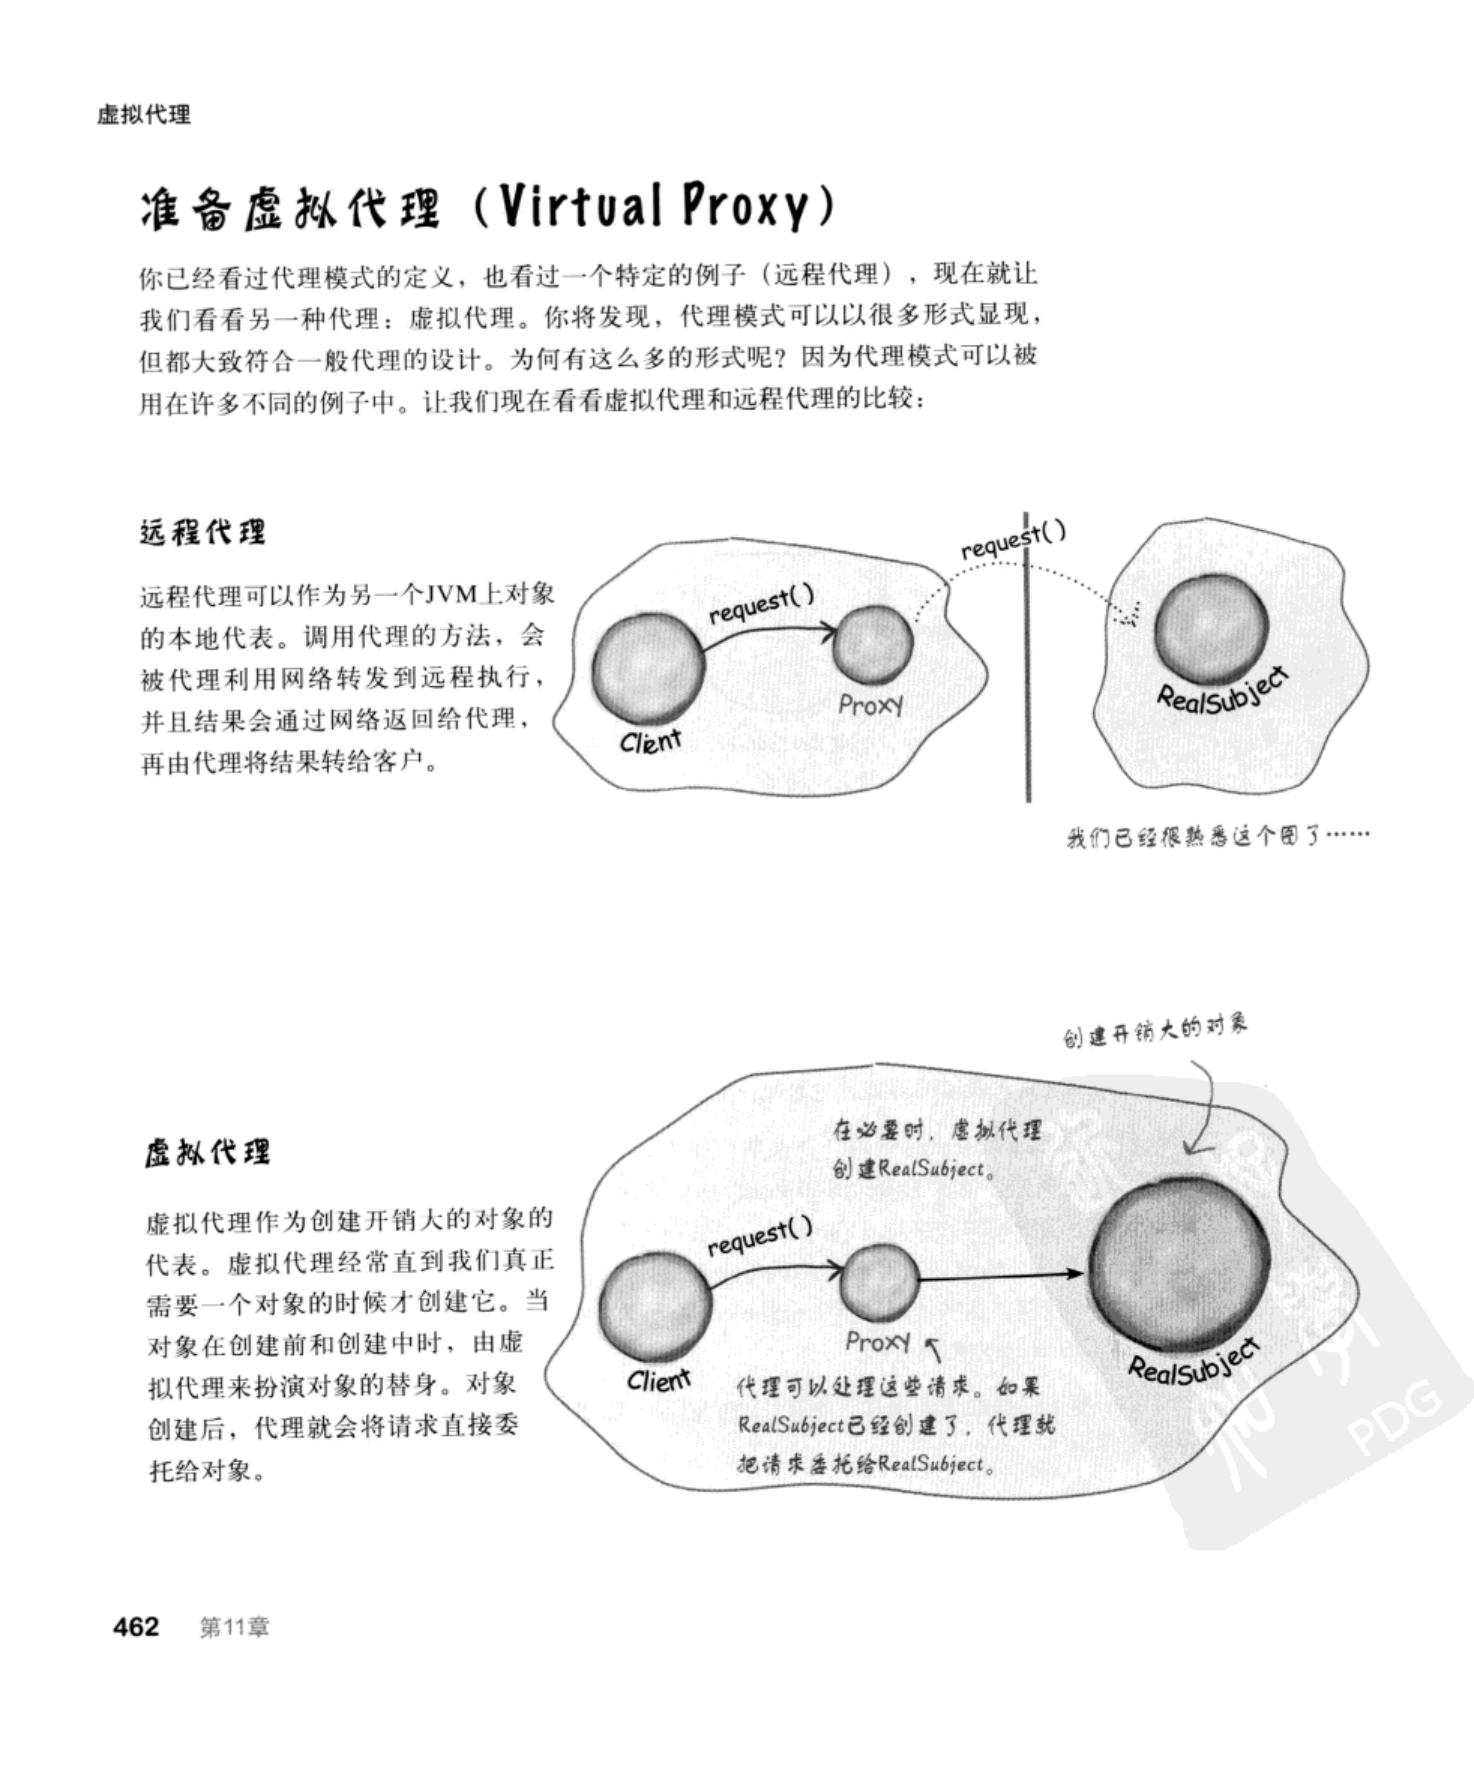 虚拟代理
准备虚拟代理（Virtual Proxy）
你已经看过代理模式的定义，也看过一个特定的例子（远程代理），现在就让
我们看看另一种代理：虚拟代理。你将发现，代理模式可以以很多形式显现，
但都大致符合一般代理的设计。为何有这么多的形式呢？因为代理模式可以被
用在许多不同的例子中。让我们现在看看虚拟代理和远程代理的比较：
远程代理
远程代理可以作为另一个JVM上对象
的本地代表。调用代理的方法，会
被代理利用网络转发到远程执行，
并且结果会通过网络返回给代理，
再由代理将结果转给客户。
request()
request()
Client
Proxy
RealSubject
我们已经很熟悉这个图了……
虚拟代理
虚拟代理作为创建开销大的对象的
代表。虚拟代理经常直到我们真正
需要一个对象的时候才创建它。当
对象在创建前和创建中时，由虚
拟代理来扮演对象的替身。对象
创建后，代理就会将请求直接委
托给对象。
创建开销大的对象
在必要时，虚拟代理
创建RealSubject。
request()
Client
Proxy
RealSubject
代理可以处理这些请求。如果
RealSubject已经创建了，代理就
把请求委托给RealSubject。
PDG
462 第11章